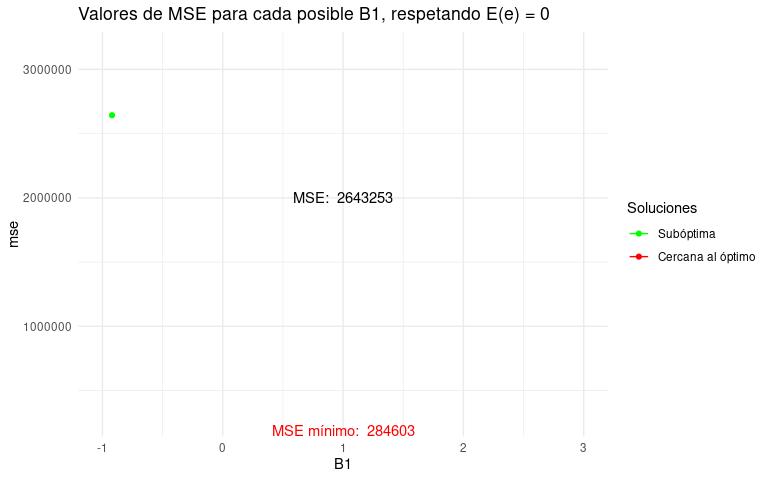 Valores de MSE para cada posible B1, respetando E(e) = 0
3000000
2000000
1000000
mse
MSE: 2643253
MSE mínimo: 284603
-1
0
1
2
3
B1
Soluciones
Subóptima
Cercana al óptimo